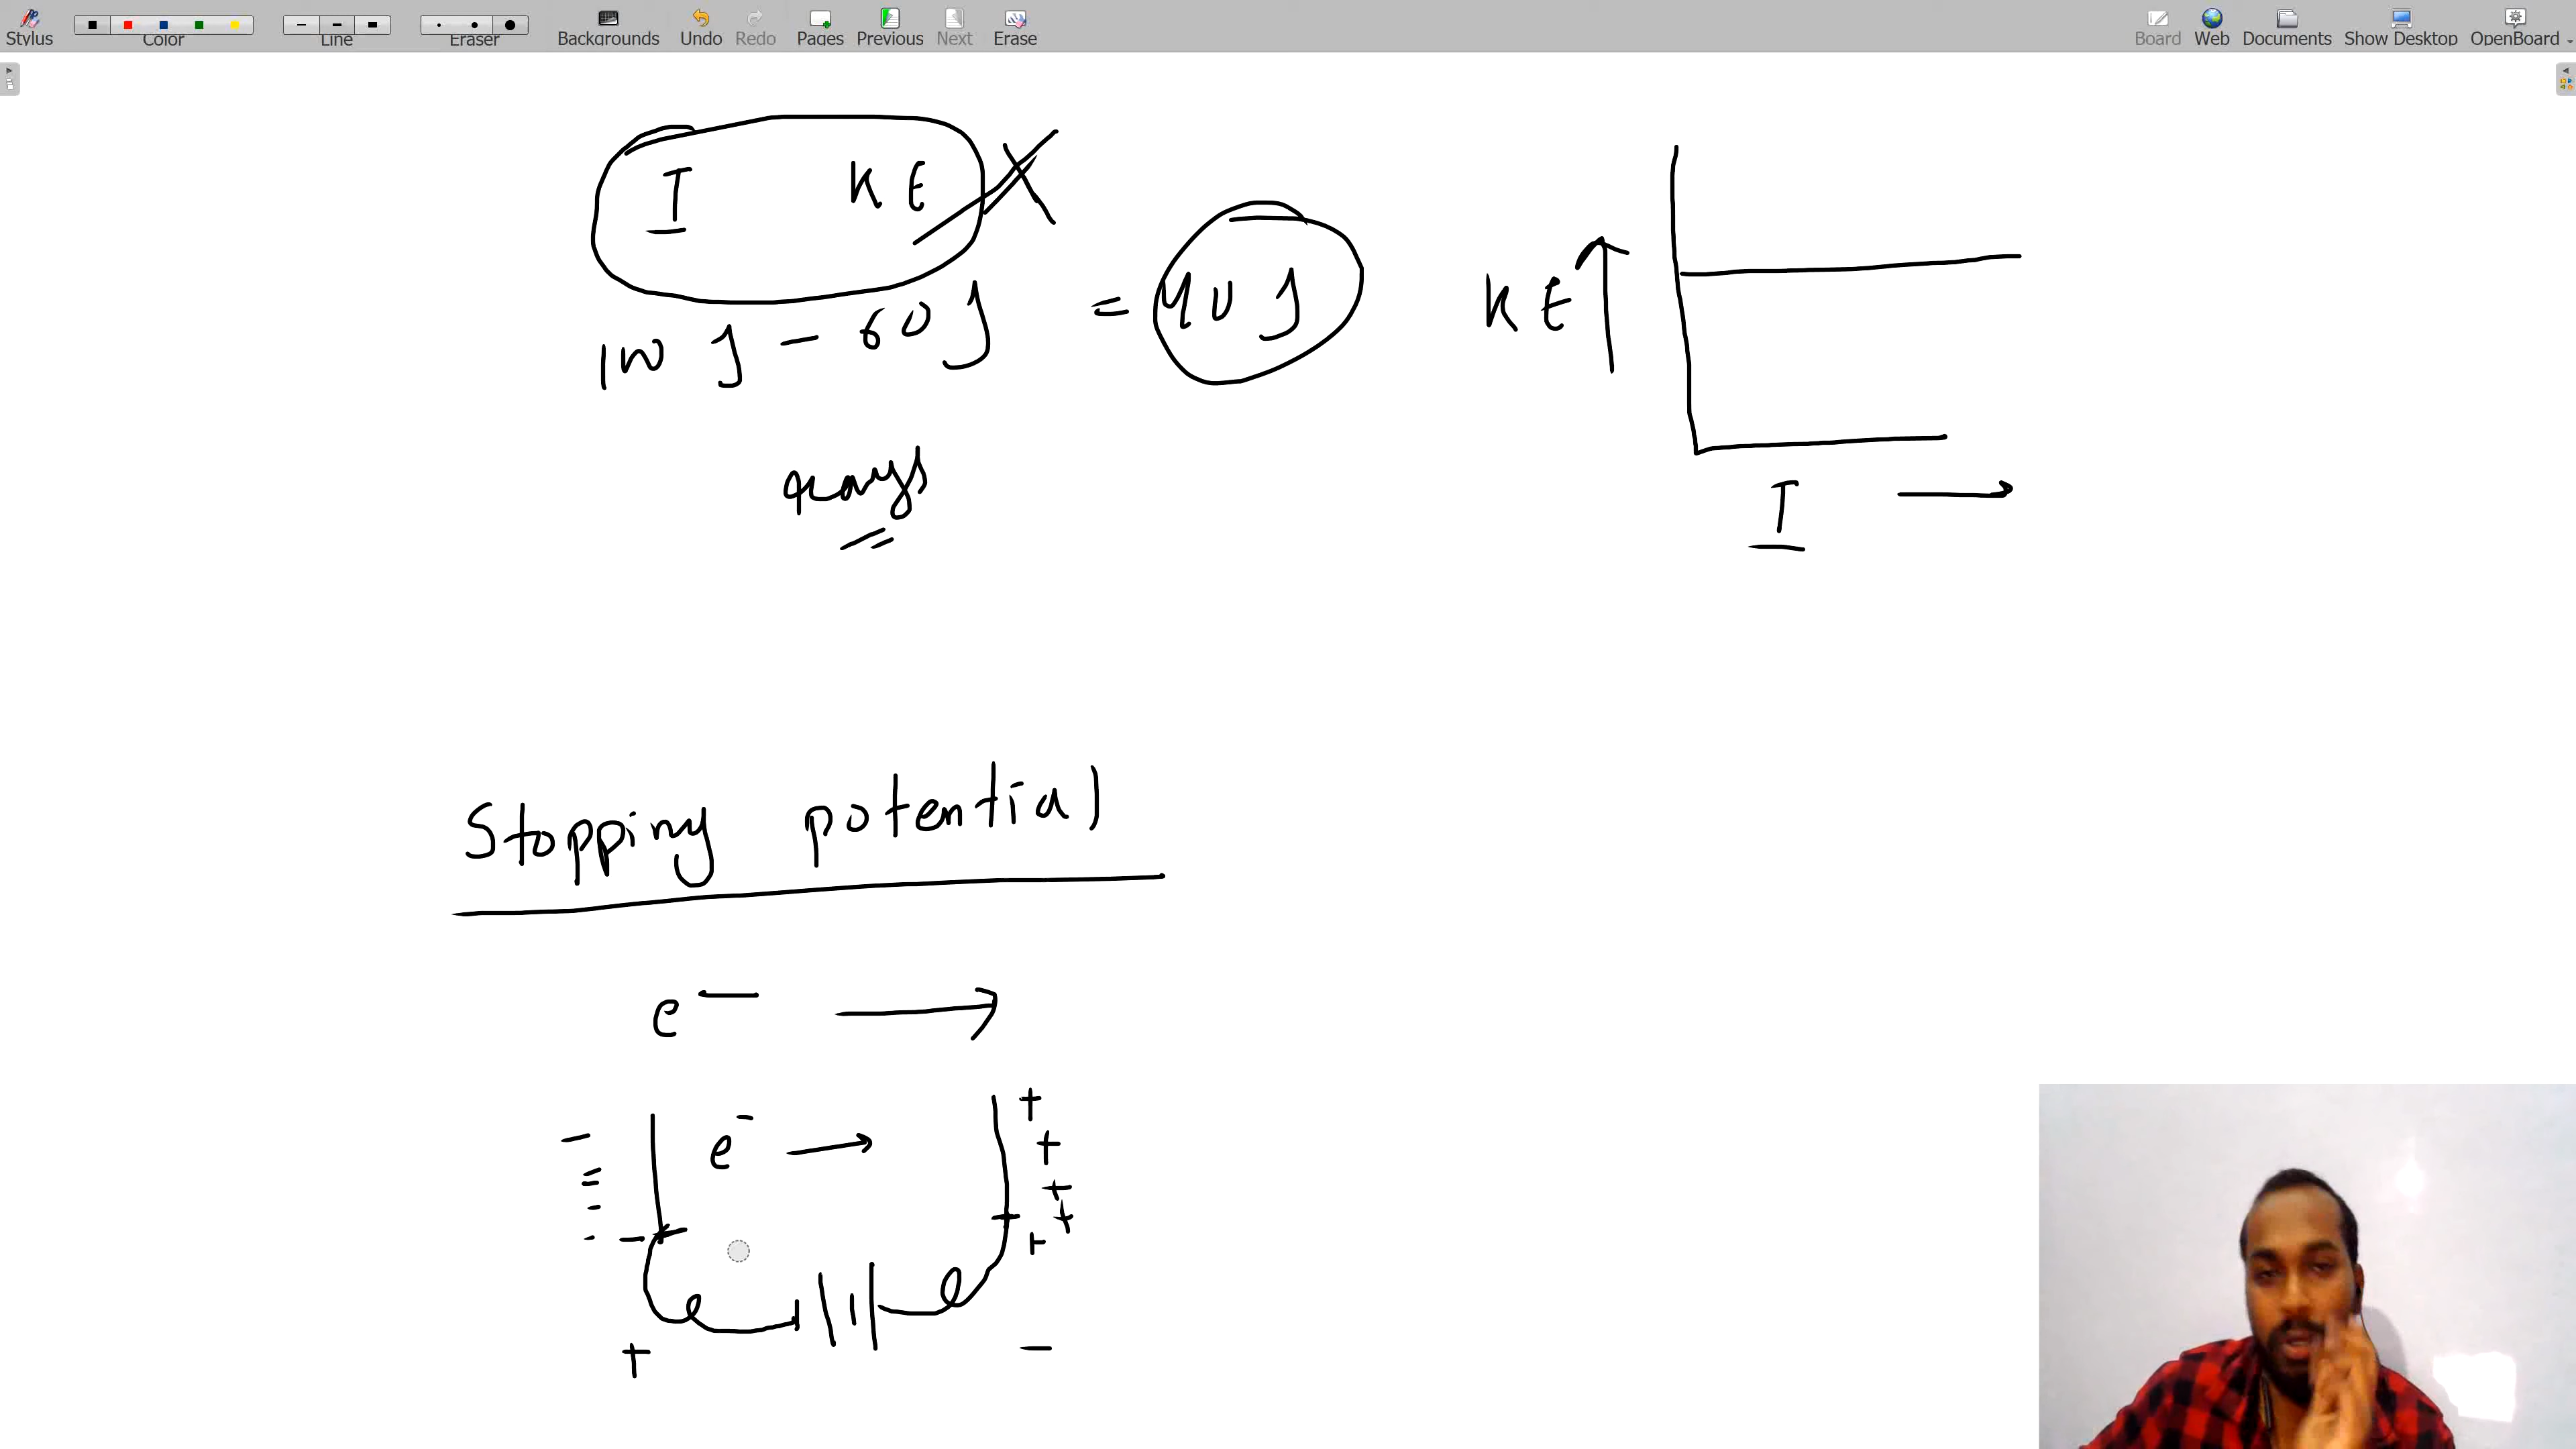 Stylus Color Line Eraser Backgrounds Undo Redo Pages Previous Next Erase Board Web Documents Show Desktop OpenBoard
I KE
100 J - 60 J = 40 J
KE
I
rays
Stopping potential
e⁻
e⁻
+ + + + +
+ -